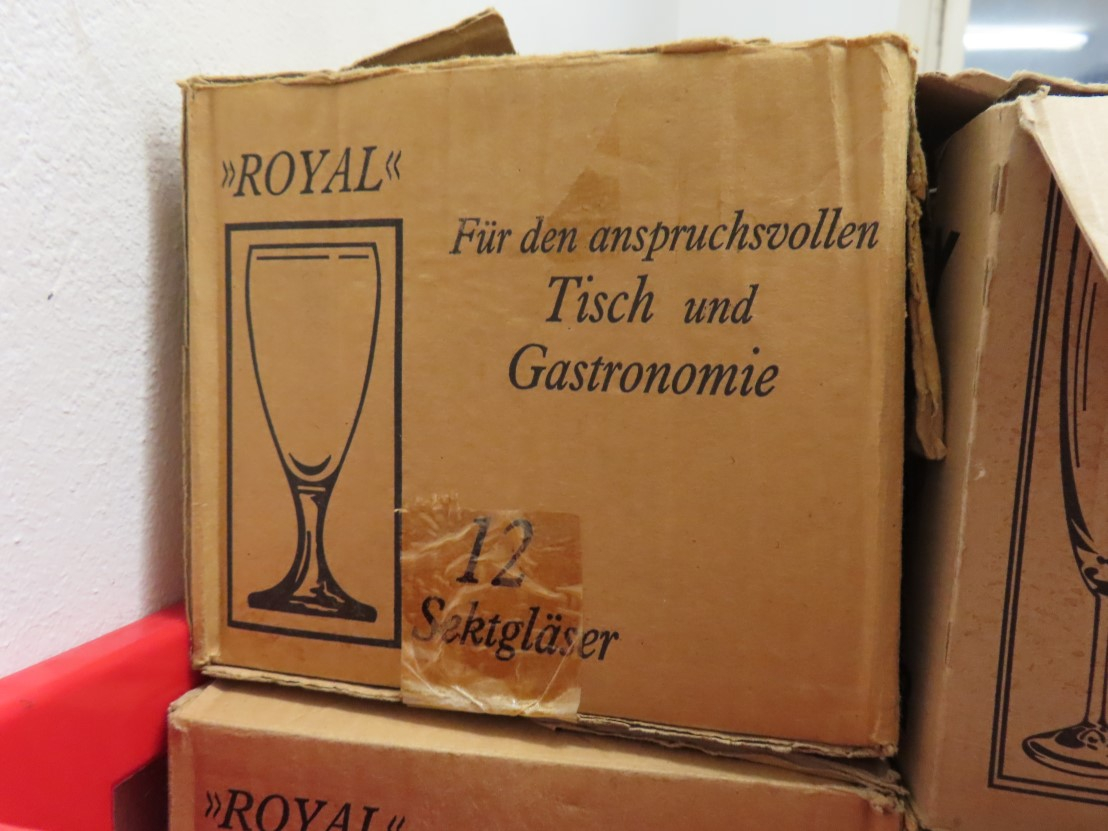 »ROYAL«
Für den anspruchsvollen
Tisch und
Gastronomie
12
Sektgläser
»ROYAL«